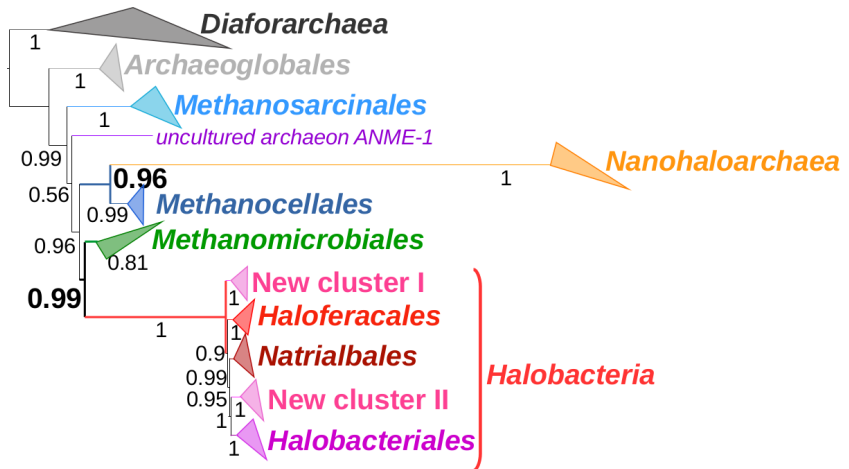 Diaforarchaea
1
Archaeoglobales
1
Methanosarcinales
1
uncultured archaeon ANME-1
0.99
Nanohaloarchaea
1
0.96
0.56
Methanocellales
0.99
Methanomicrobiales
0.96
0.81
New cluster I
1
0.99
Haloferacales
1
1
0.9
Natrialbales
Halobacteria
0.99
0.95
New cluster II
1
1
Halobacteriales
1